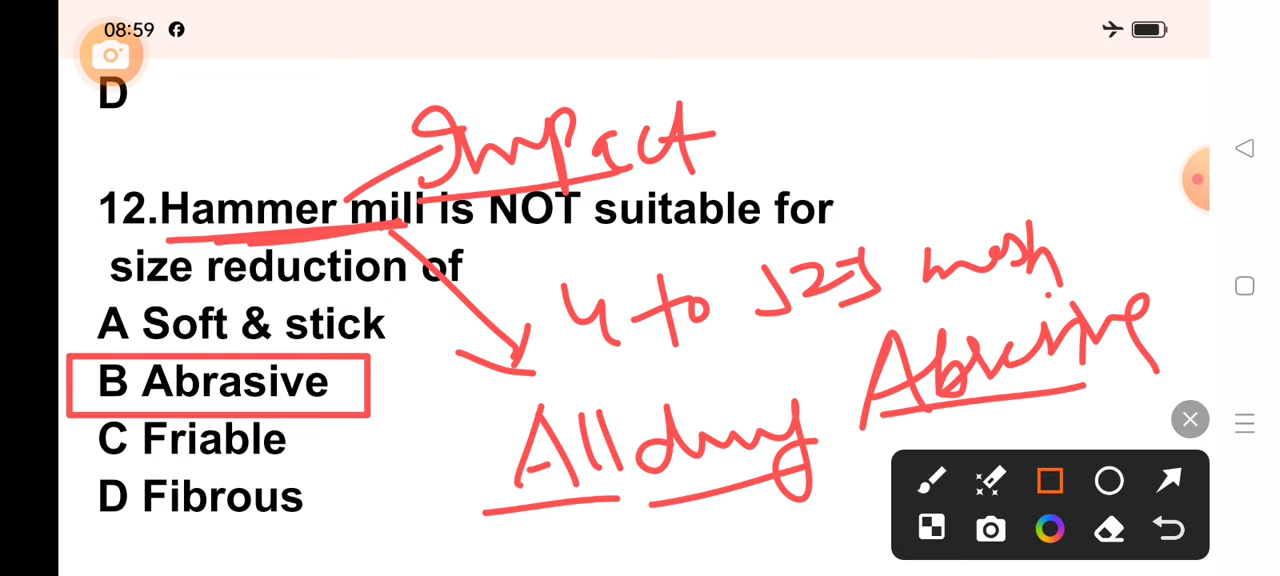 08:59
D
Impact
12.Hammer mill is NOT suitable for
size reduction of
4 to 325 mesh
A Soft & stick
B Abrasive
Abrasive
C Friable
All drug
D Fibrous